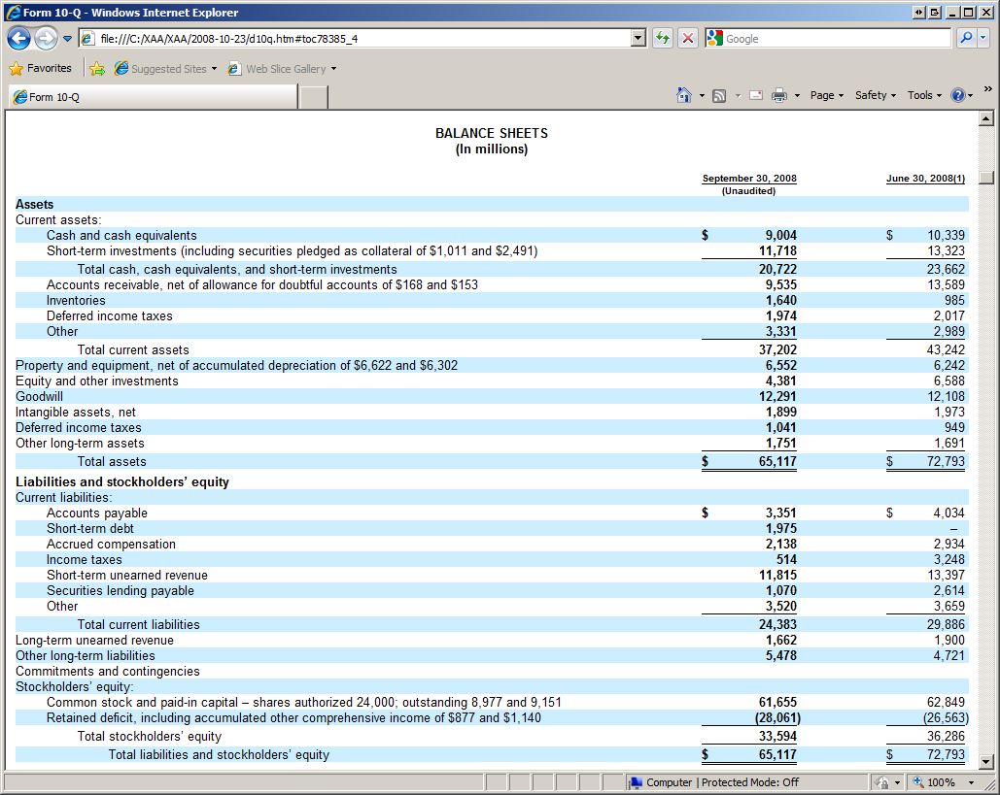 Form 10-Q - Windows Internet Explorer
file:///C:/XAA/XAA/2008-10-23/d10q.htm#toc78385_4 Google
Favorites Suggested Sites Web Slice Gallery
Form 10-Q Page Safety Tools »
BALANCE SHEETS
(In millions)
September 30, 2008 June 30, 2008(1)
(Unaudited)
Assets
Current assets:
Cash and cash equivalents $ 9,004 $ 10,339
Short-term investments (including securities pledged as collateral of $1,011 and $2,491) 11,718 13,323
Total cash, cash equivalents, and short-term investments 20,722 23,662
Accounts receivable, net of allowance for doubtful accounts of $168 and $153 9,535 13,589
Inventories 1,640 985
Deferred income taxes 1,974 2,017
Other 3,331 2,989
Total current assets 37,202 43,242
Property and equipment, net of accumulated depreciation of $6,622 and $6,302 6,552 6,242
Equity and other investments 4,381 6,588
Goodwill 12,291 12,108
Intangible assets, net 1,899 1,973
Deferred income taxes 1,041 949
Other long-term assets 1,751 1,691
Total assets $ 65,117 $ 72,793
Liabilities and stockholders’ equity
Current liabilities:
Accounts payable $ 3,351 $ 4,034
Short-term debt 1,975 –
Accrued compensation 2,138 2,934
Income taxes 514 3,248
Short-term unearned revenue 11,815 13,397
Securities lending payable 1,070 2,614
Other 3,520 3,659
Total current liabilities 24,383 29,886
Long-term unearned revenue 1,662 1,900
Other long-term liabilities 5,478 4,721
Commitments and contingencies
Stockholders’ equity:
Common stock and paid-in capital – shares authorized 24,000; outstanding 8,977 and 9,151 61,655 62,849
Retained deficit, including accumulated other comprehensive income of $877 and $1,140 (28,061) (26,563)
Total stockholders’ equity 33,594 36,286
Total liabilities and stockholders’ equity $ 65,117 $ 72,793
Computer | Protected Mode: Off 100%